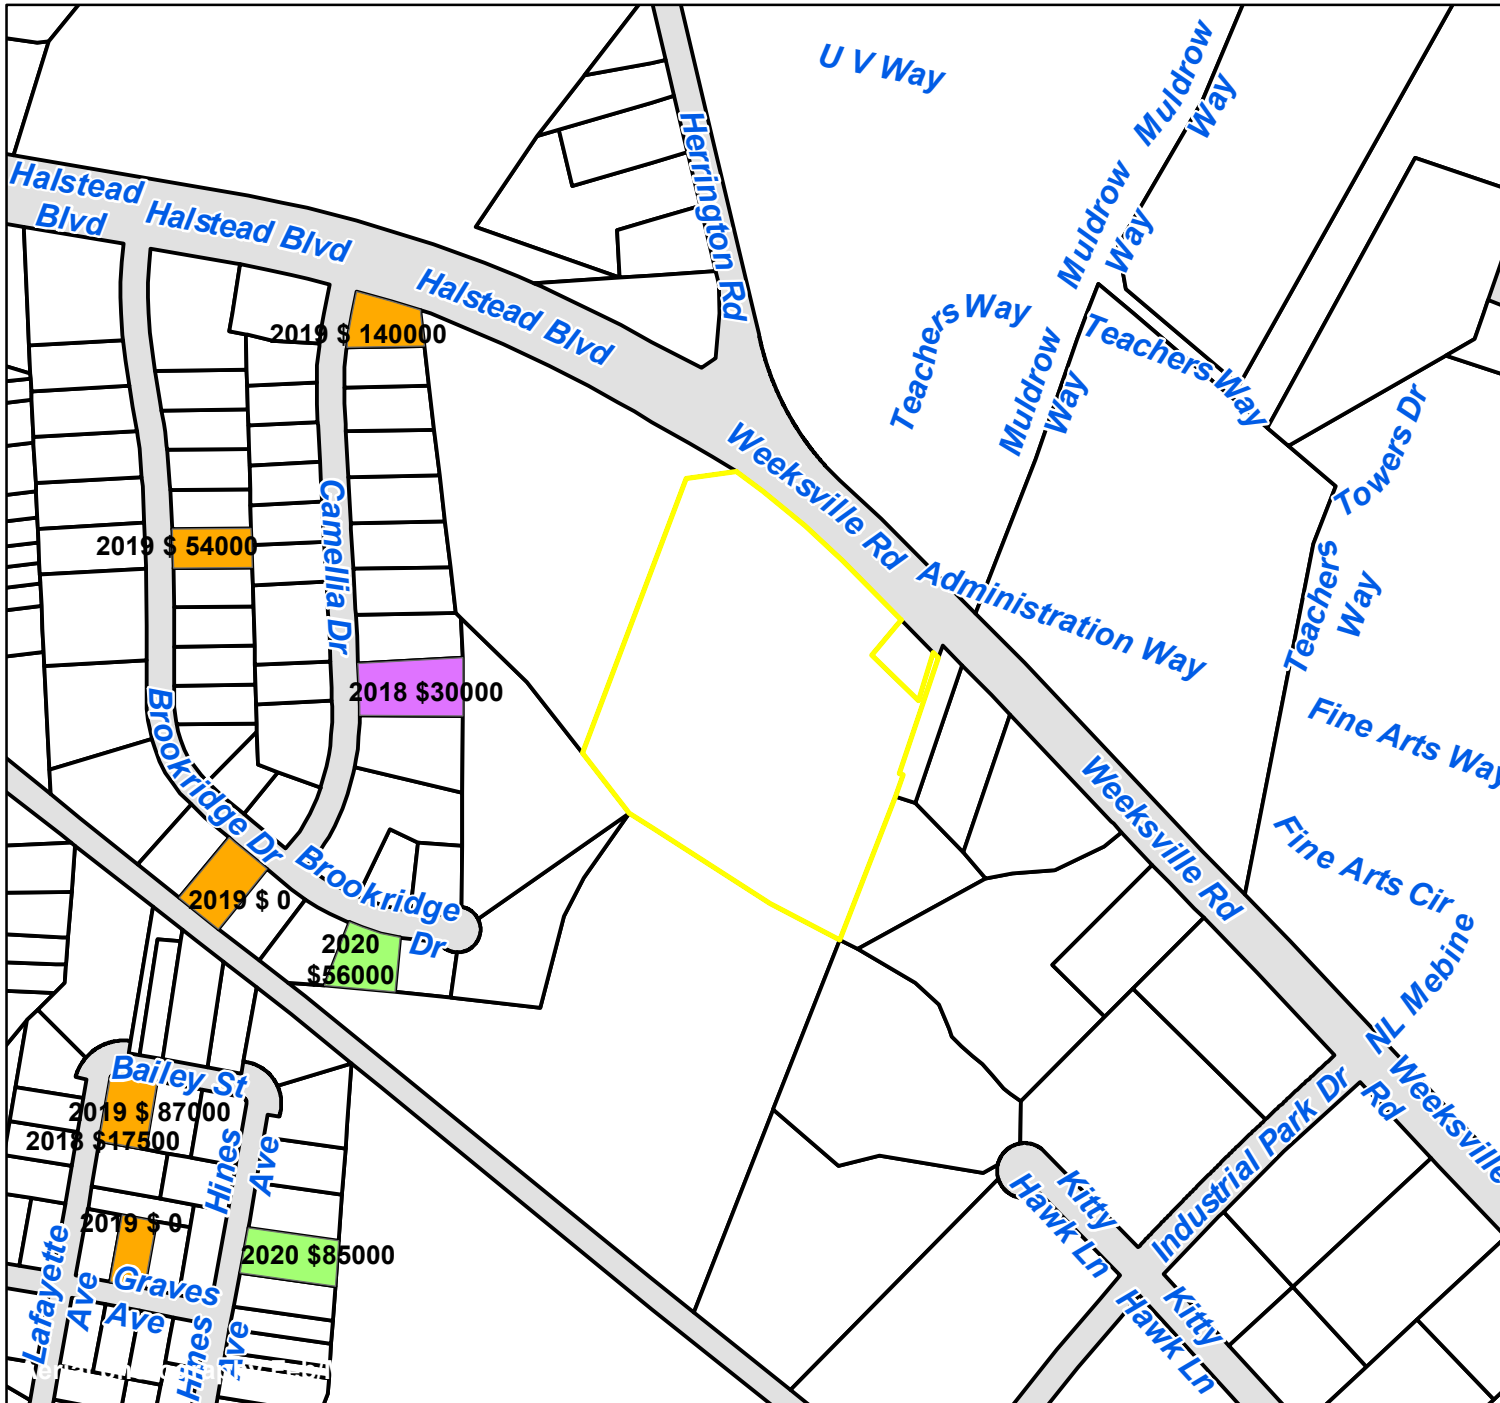 U V Way
Muldrow
Way
Herrington Rd
Halstead
Blvd
Halstead Blvd
Muldrow
Way
Halstead Blvd
Teachers Way
2019 $ 140000
Muldrow
Way
Teachers Way
Towers Dr
Weeksville Rd
Camellia Dr
2019 $ 54000
Administration Way
Teachers
Way
2018 $30000
Brookridge Dr
Fine Arts Way
Weeksville Rd
Fine Arts Cir
Brookridge
Dr
2019 $ 0
2020
$56000
NL Mebine
Bailey St
2019 $ 87000
2018 $17500
Hines
Ave
Weeksville
Rd
Industrial Park Dr
Kitty
Hawk Ln
2019 $ 0
2020 $85000
Lafayette
Ave
Graves
Ave
Hines
Ave
Kitty
Hawk Ln